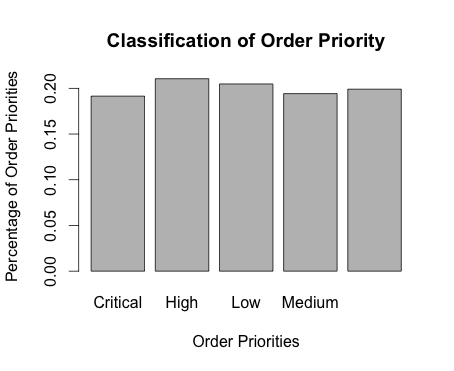 Classification of Order Priority
Percentage of Order Priorities
0.20
0.15
0.10
0.05
0.00
Critical High Low Medium
Order Priorities